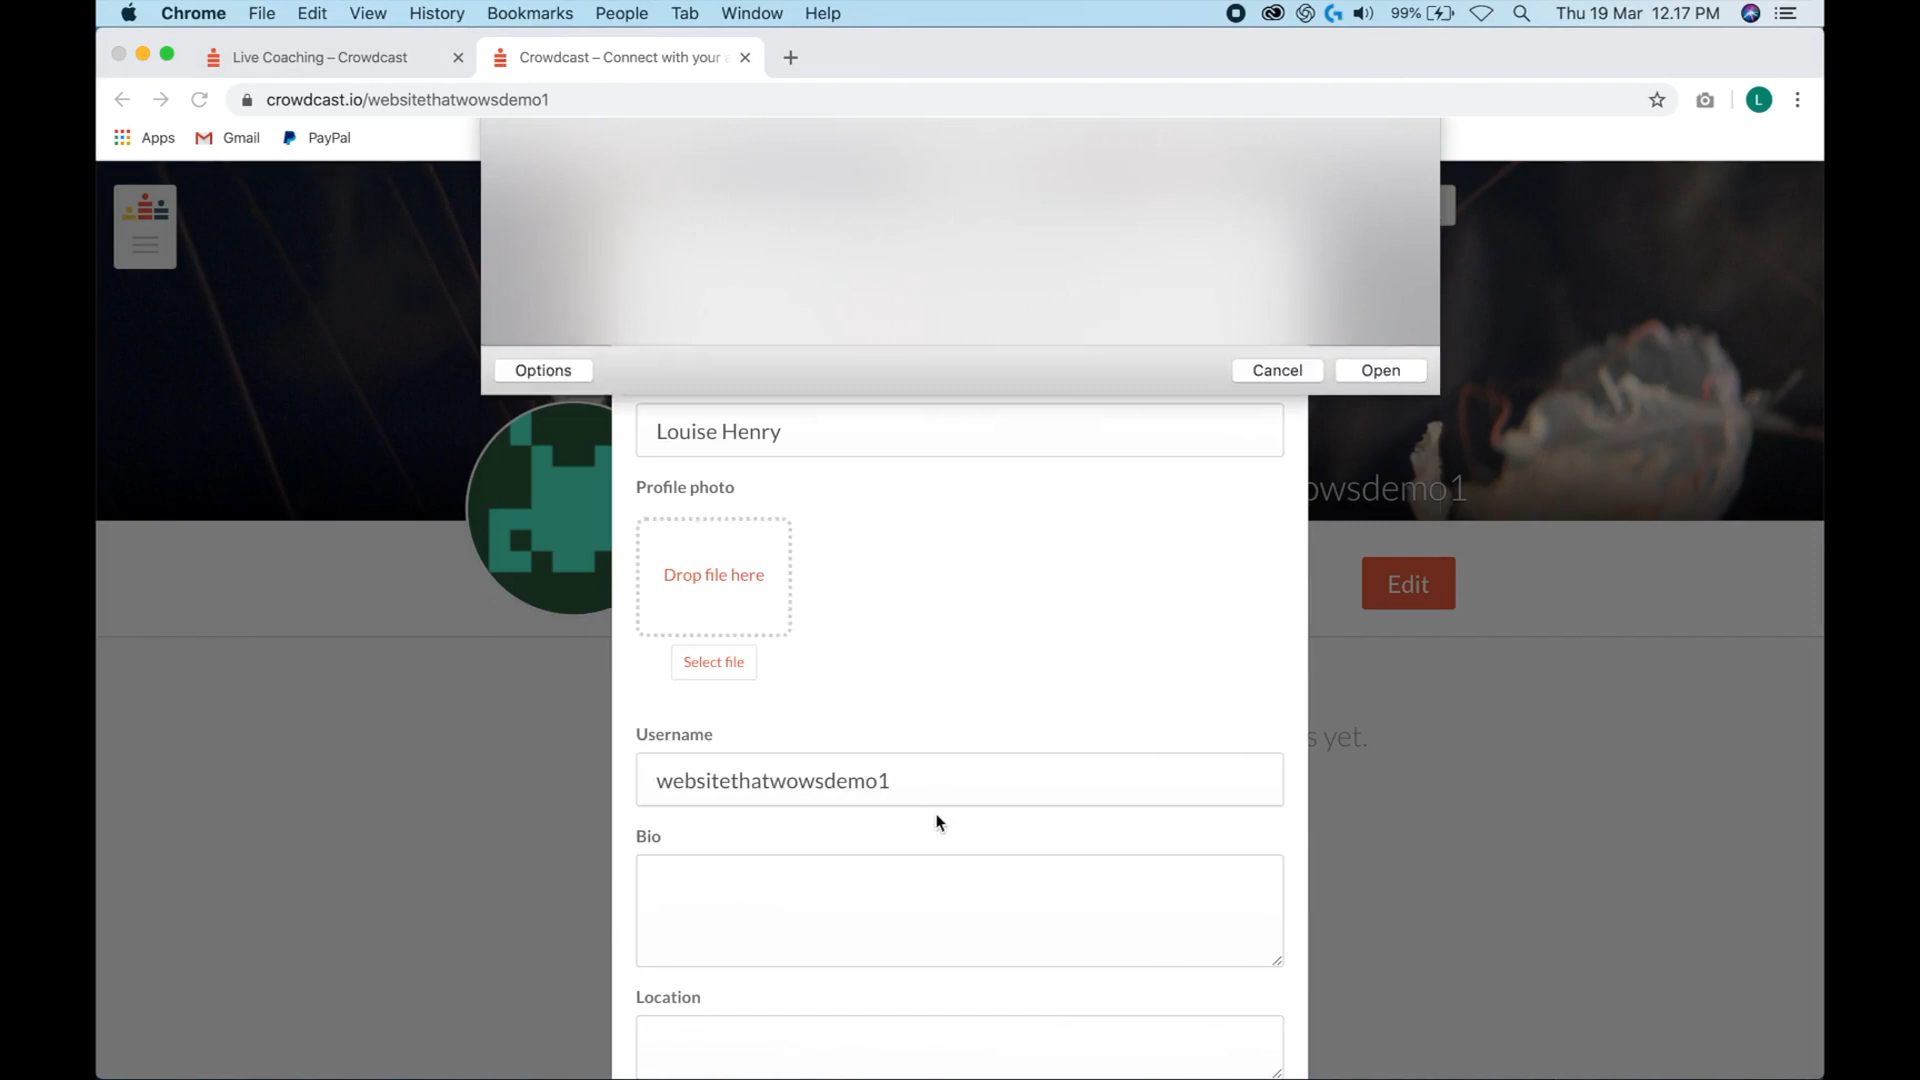 Chrome File Edit View History Bookmarks People Tab Window Help 99% Thu 19 Mar 12.17 PM
Live Coaching – Crowdcast Crowdcast – Connect with your
crowdcast.io/websitethatwowsdemo1 L
Apps Gmail PayPal
Options Cancel Open
Louise Henry
Profile photo
owsdemo1
Drop file here
Edit
Select file
Username
s yet.
websitethatwowsdemo1
Bio
Location